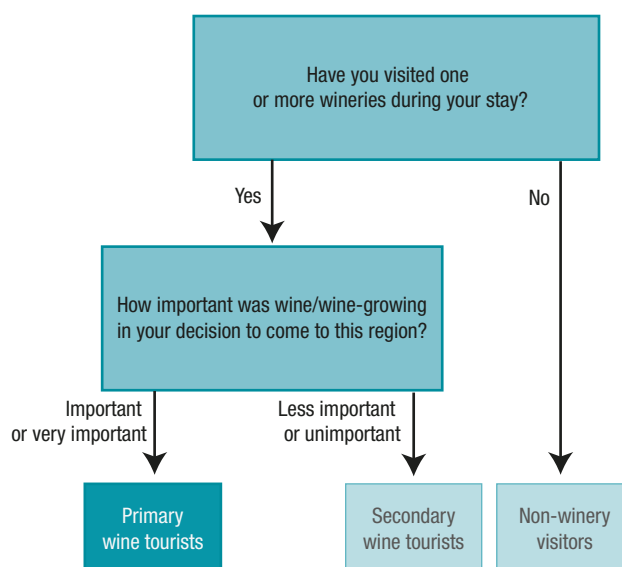 Have you visited one
or more wineries during your stay?
Yes
No
How important was wine/wine-growing
in your decision to come to this region?
Important
or very important
Less important
or unimportant
Primary
wine tourists
Secondary
wine tourists
Non-winery
visitors